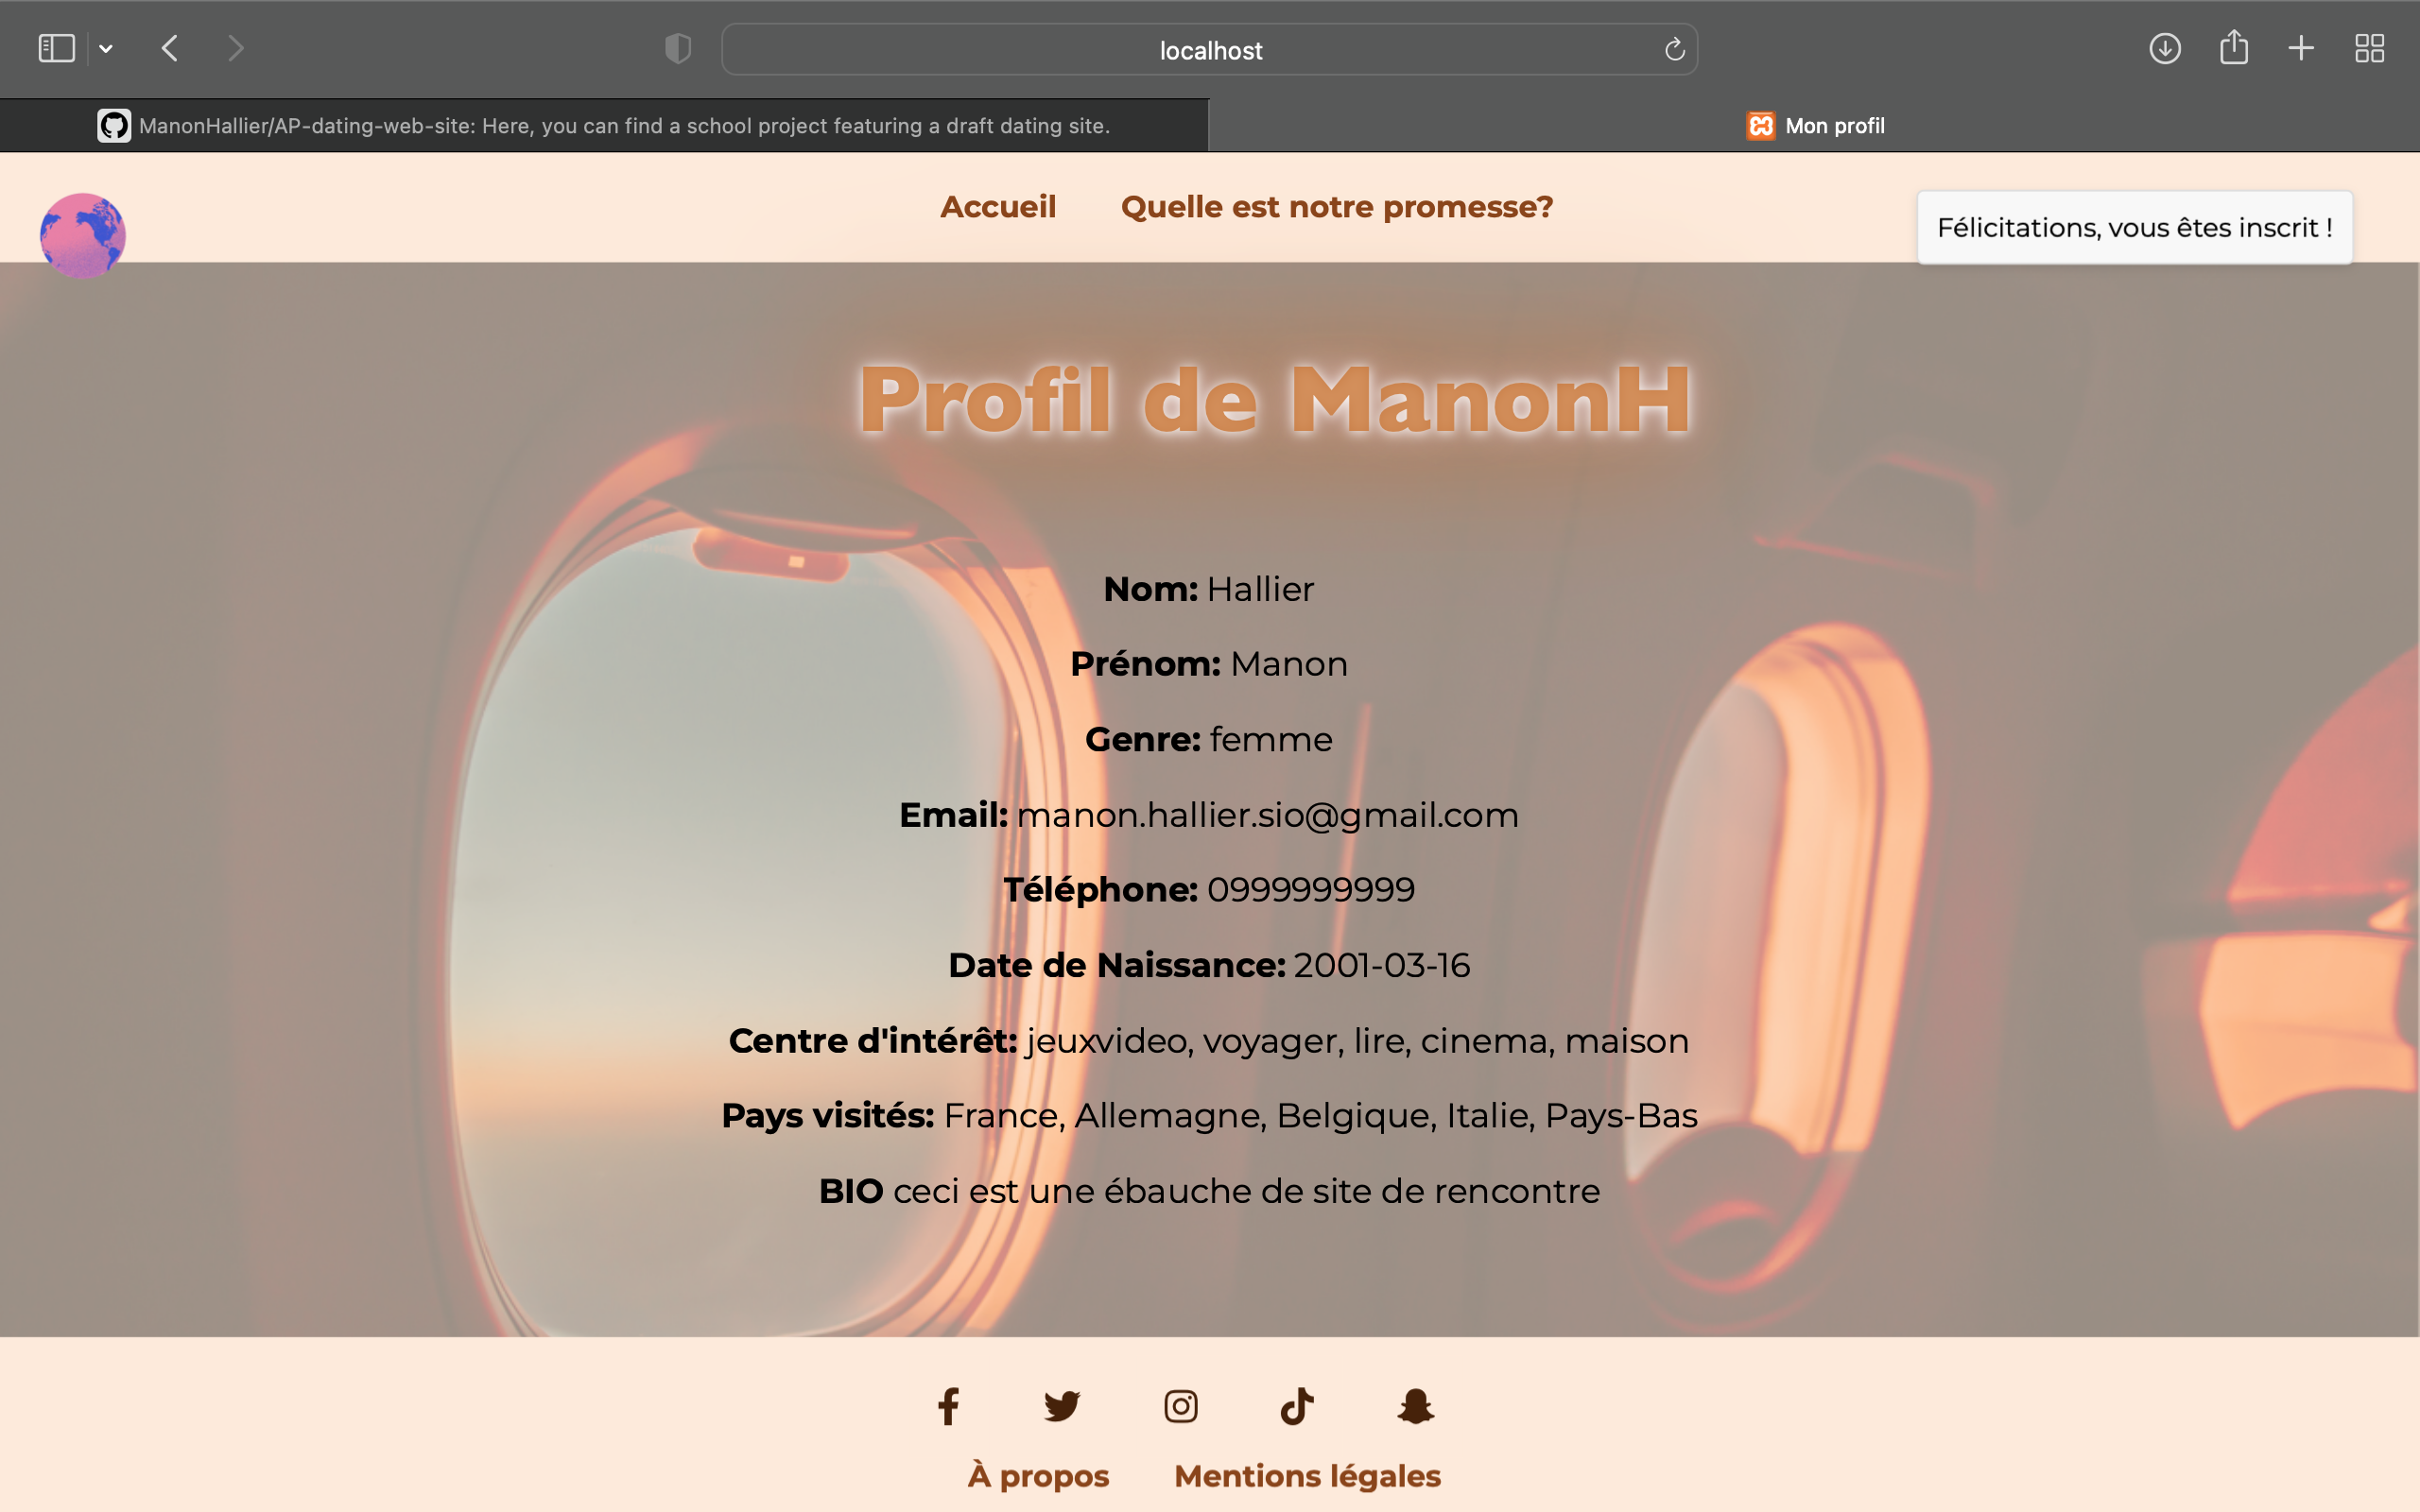 localhost
ManonHallier/AP-dating-web-site: Here, you can find a school project featuring a draft dating site.
Mon profil
Accueil Quelle est notre promesse?
Félicitations, vous êtes inscrit !
Profil de ManonH
Nom: Hallier
Prénom: Manon
Genre: femme
Email: manon.hallier.sio@gmail.com
Téléphone: 0999999999
Date de Naissance: 2001-03-16
Centre d'intérêt: jeuxvideo, voyager, lire, cinema, maison
Pays visités: France, Allemagne, Belgique, Italie, Pays-Bas
BIO ceci est une ébauche de site de rencontre
À propos Mentions légales